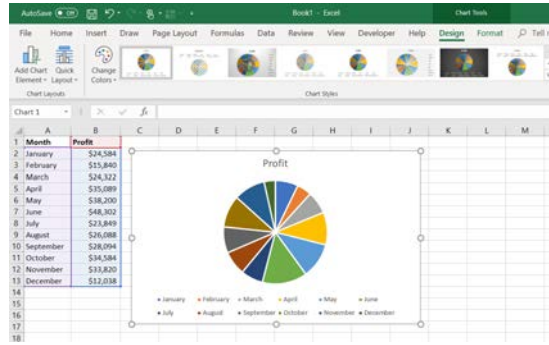 AutoSave Off Book1 - Excel Chart Tools
File Home Insert Draw Page Layout Formulas Data Review View Developer Help Design Format Tell
Add Chart Element Quick Layout Change Colors
Chart Layouts Chart Styles
Chart 1 fx
A B C D E F G H I J K L M
1 Month Profit
2 January $24,584
3 February $15,840
4 March $24,322
5 April $35,089
6 May $38,200
7 June $48,302
8 July $23,849
9 August $26,088
10 September $28,094
11 October $34,584
12 November $33,820
13 December $12,038
14
15
16
17
18
Profit
January February March April May June
July August September October November December